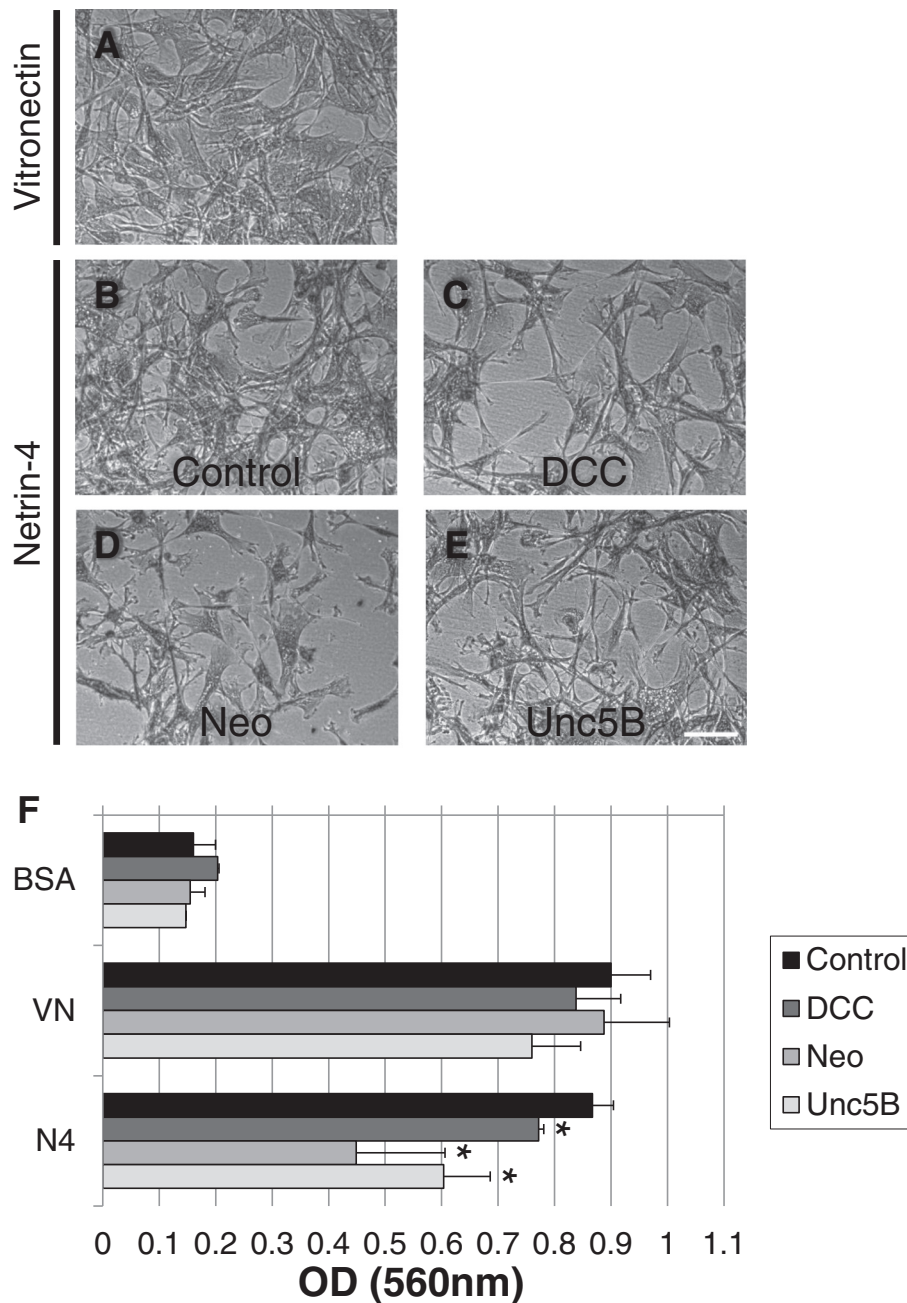 Vitronectin
A
Netrin-4
B
Control
C
DCC
D
Neo
E
Unc5B
F
BSA
VN
N4
*
*
*
0 0.1 0.2 0.3 0.4 0.5 0.6 0.7 0.8 0.9 1 1.1
OD (560nm)
Control
DCC
Neo
Unc5B